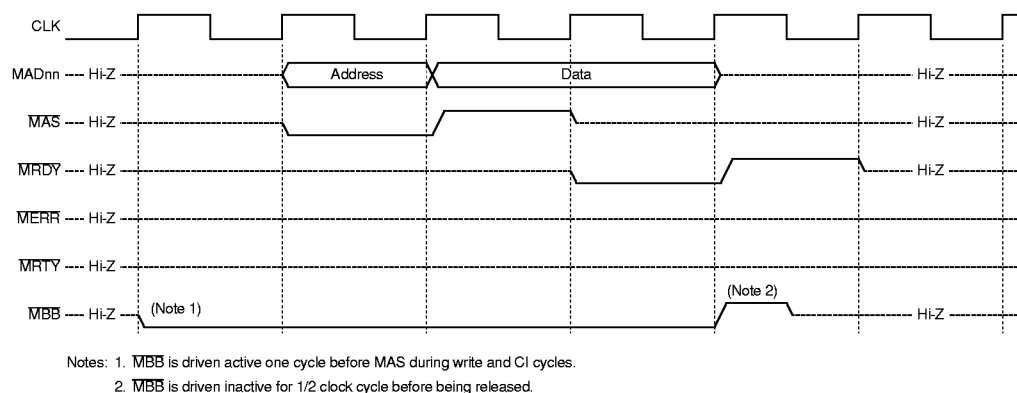 CLK
MADnn Hi-Z Address Data Hi-Z
MAS Hi-Z Hi-Z
MRDY Hi-Z Hi-Z
MERR Hi-Z
MRTY Hi-Z
MBB Hi-Z (Note 1) (Note 2) Hi-Z
Notes: 1. MBB is driven active one cycle before MAS during write and CI cycles.
2. MBB is driven inactive for 1/2 clock cycle before being released.